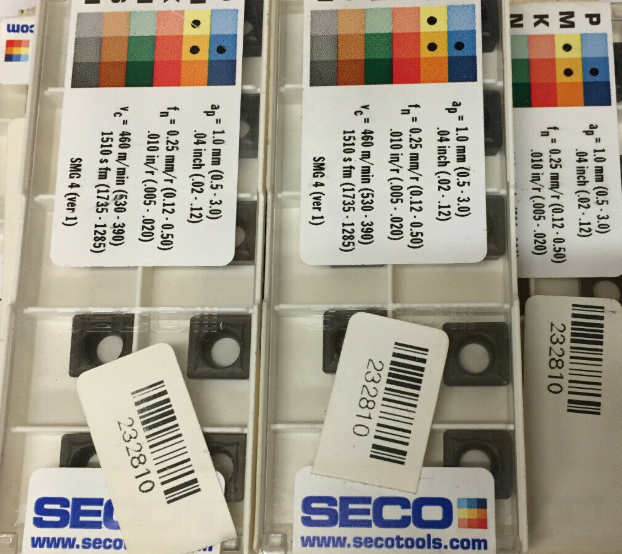 .com
aₚ = 1.0 mm (0.5 - 3.0)
.04 inch (.02 - .12)
fₙ = 0.25 mm/r (0.12 - 0.50)
.010 in/r (.005 - .020)
v꜀ = 460 m/min (530 - 390)
1510 s fm (1735 - 1285)
SMG 4 (ver 1)
232810
SECO
www.seco
.com
aₚ = 1.0 mm (0.5 - 3.0)
.04 inch (.02 - .12)
fₙ = 0.25 mm/r (0.12 - 0.50)
.010 in/r (.005 - .020)
v꜀ = 460 m/min (530 - 390)
1510 s fm (1735 - 1285)
SMG 4 (ver 1)
232810
SECO
www.secotools.com
P
M
K
N
aₚ = 1.0 mm (0.5 - 3.0)
.04 inch (.02 - .12)
fₙ = 0.25 mm/r (0.12 - 0.50)
.010 in/r (.005 - .020)
232810